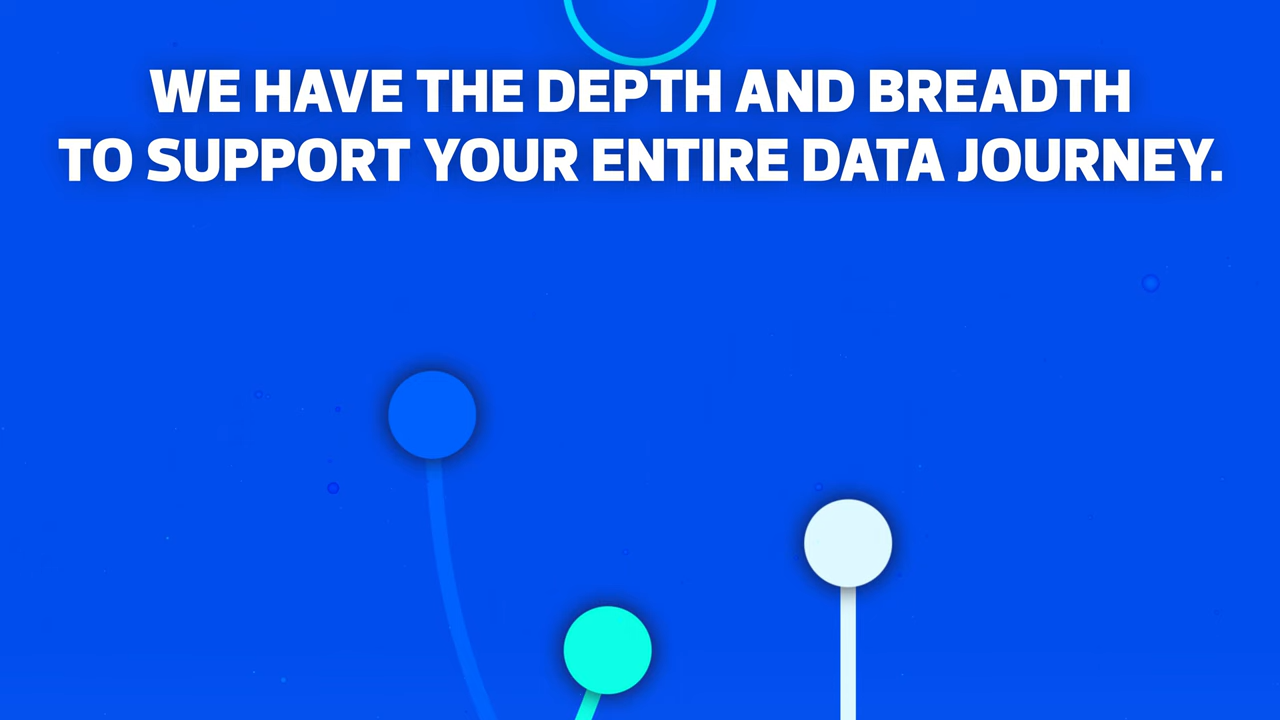 WE HAVE THE DEPTH AND BREADTH
TO SUPPORT YOUR ENTIRE DATA JOURNEY.